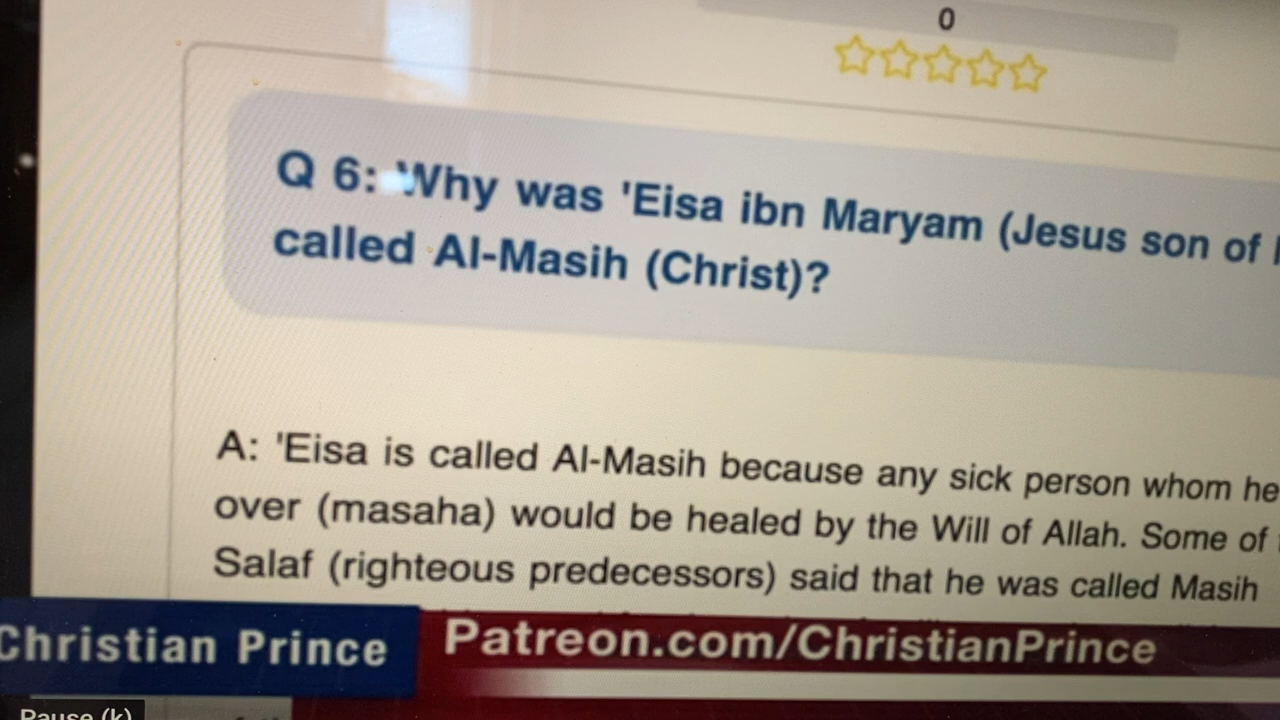 0
Q 6: Why was 'Eisa ibn Maryam (Jesus son of
called Al-Masih (Christ)?
A: 'Eisa is called Al-Masih because any sick person whom he
over (masaha) would be healed by the Will of Allah. Some of
Salaf (righteous predecessors) said that he was called Masih
Christian Prince
Patreon.com/ChristianPrince
Pause (k)